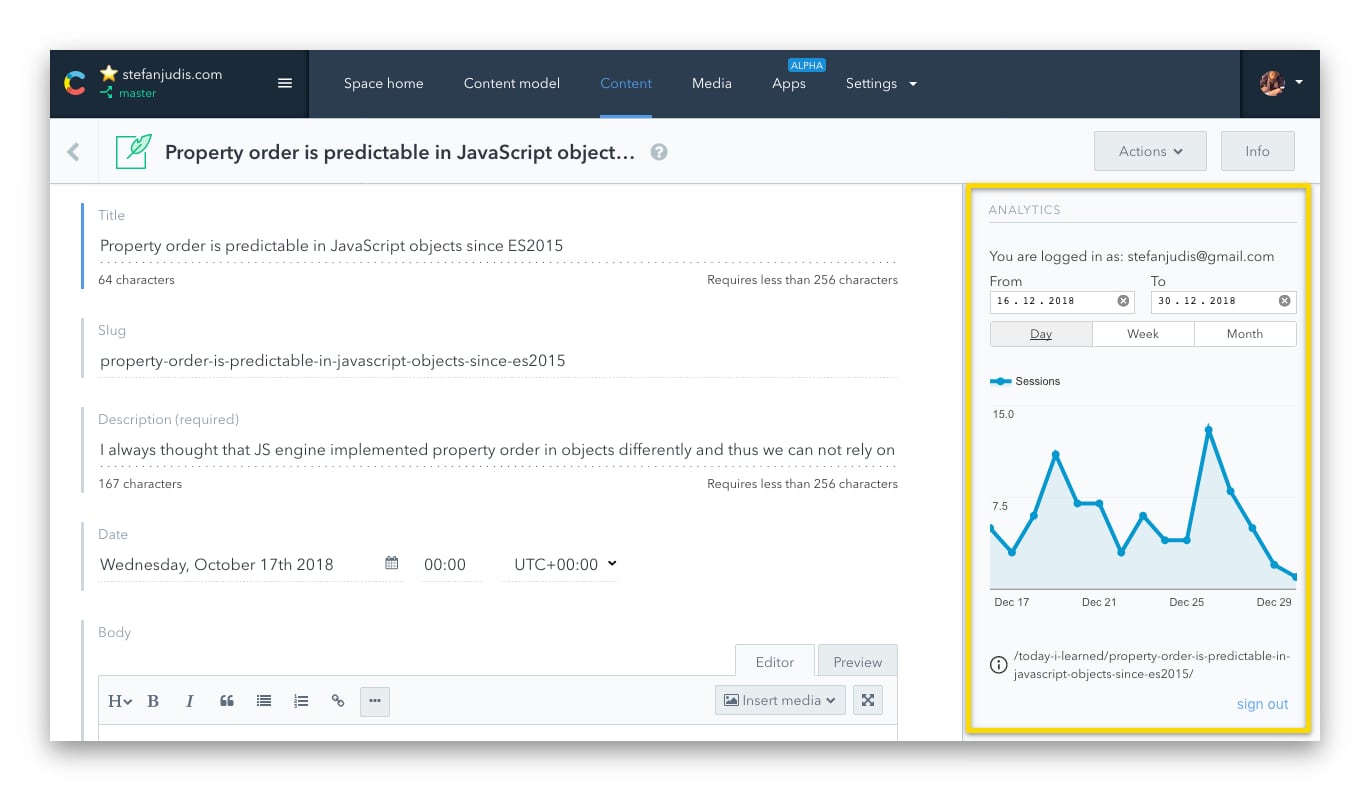 stefanjudis.com
master
Space home Content model Content Media Apps ALPHA Settings
Property order is predictable in JavaScript object… ?
Actions Info
Title
Property order is predictable in JavaScript objects since ES2015
64 characters Requires less than 256 characters
Slug
property-order-is-predictable-in-javascript-objects-since-es2015
Description (required)
I always thought that JS engine implemented property order in objects differently and thus we can not rely on
167 characters Requires less than 256 characters
Date
Wednesday, October 17th 2018 00:00 UTC+00:00
Body
Editor Preview
H B I Insert media
ANALYTICS
You are logged in as: stefanjudis@gmail.com
From To
16.12.2018 30.12.2018
Day Week Month
Sessions
15.0
7.5
Dec 17 Dec 21 Dec 25 Dec 29
/today-i-learned/property-order-is-predictable-in-
javascript-objects-since-es2015/
sign out